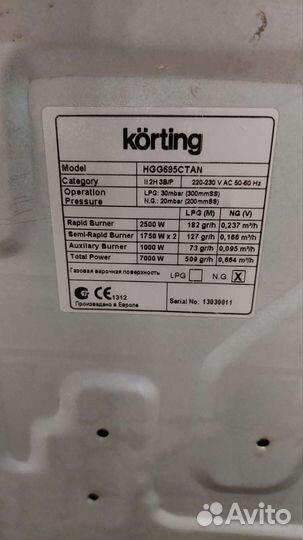 körting
Model HGG695CTAN
Category II 2H 3B/P 220-230 V AC 50-60 Hz
Operation Pressure LPG: 30mbar (300mmSS)
N.G.: 20mbar (200mmSS)
LPG (M) NG (V)
Rapid Burner 2500 W 182 gr/h 0,237 m³/h
Semi-Rapid Burner 1750 W x 2 127 gr/h 0,166 m³/h
Auxilary Burner 1000 W 73 gr/h 0,095 m³/h
Total Power 7000 W 509 gr/h 0,664 m³/h
Газовая варочная поверхность LPG N.G. X
CE 1312
Произведено в Европе
Serial No: 13030011
Avito